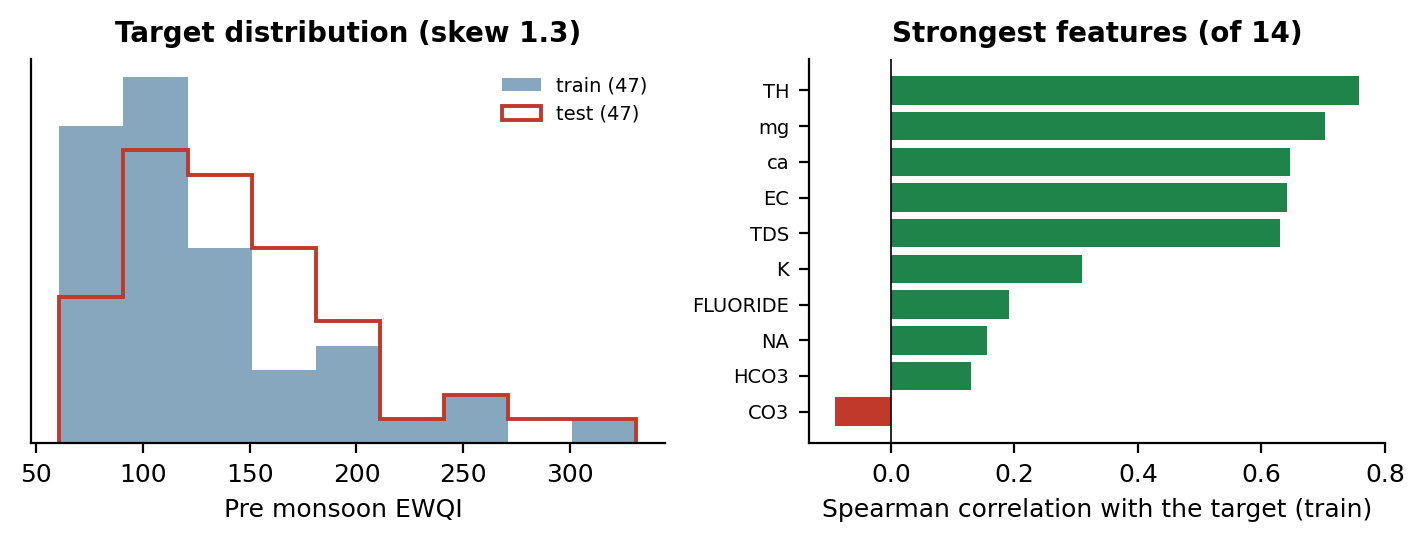 Target distribution (skew 1.3)
train (47)
test (47)
50 100 150 200 250 300
Pre monsoon EWQI
Strongest features (of 14)
TH
mg
ca
EC
TDS
K
FLUORIDE
NA
HCO3
CO3
0.0 0.2 0.4 0.6 0.8
Spearman correlation with the target (train)